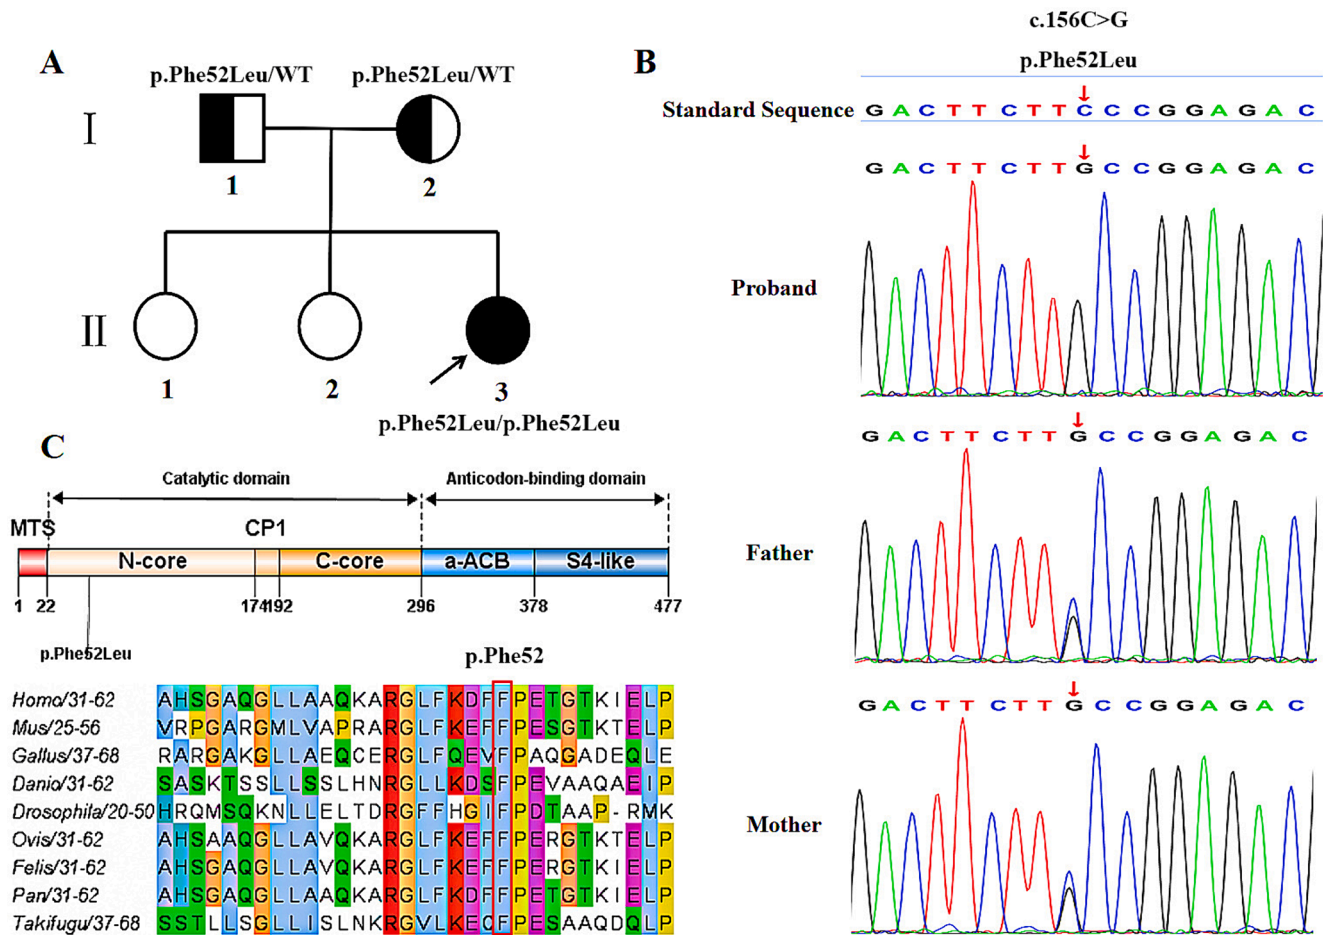 A
p.Phe52Leu/WT p.Phe52Leu/WT
I
1 2
II
1 2 3
p.Phe52Leu/p.Phe52Leu
B
c.156C>G
p.Phe52Leu
Standard Sequence G A C T T C T T C C C G G A G A C
G A C T T C T T G C C G G A G A C
Proband
G A C T T C T T G C C G G A G A C
Father
G A C T T C T T G C C G G A G A C
Mother
C
Catalytic domain Anticodon-binding domain
MTS CP1
N-core C-core a-ACB S4-like
1 22 174 192 296 378 477
p.Phe52Leu
p.Phe52
Homo/31-62 AHSGAQGLLAAQKARGLFKDFFPETGTKIELP
Mus/25-56 VRPGARGMLVAPRARGLFKEFFPESGTKTELP
Gallus/37-68 RARGAKGLLAEQCERGLFQEVFPAQGADEQLE
Danio/31-62 SASKTSSLLSSLHNRGLLKDSFPEVAAQAEIP
Drosophila/20-50 HRQMSQKNLLELTDRGFFHGIFPDTAAP-RMK
Ovis/31-62 AHSAAQGLLAVQKARGLFKEFFPERGTKTELP
Felis/31-62 AHSGAQGLLAVQKARGLFKEFFPERGTKTELP
Pan/31-62 AHSGAQGLLAAQKARGLFKDFFPETGTKIELP
Takifugu/37-68 SSTLLSGLLISLNKRGVLKECFPESAAQDQLP